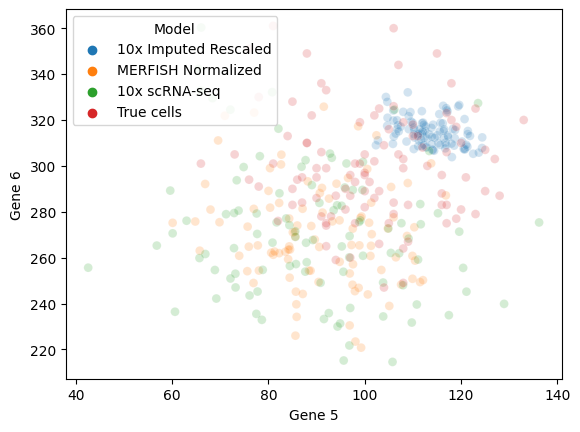 Model
10x Imputed Rescaled
MERFISH Normalized
10x scRNA-seq
True cells
360
340
320
300
280
260
240
220
Gene 6
40 60 80 100 120 140
Gene 5